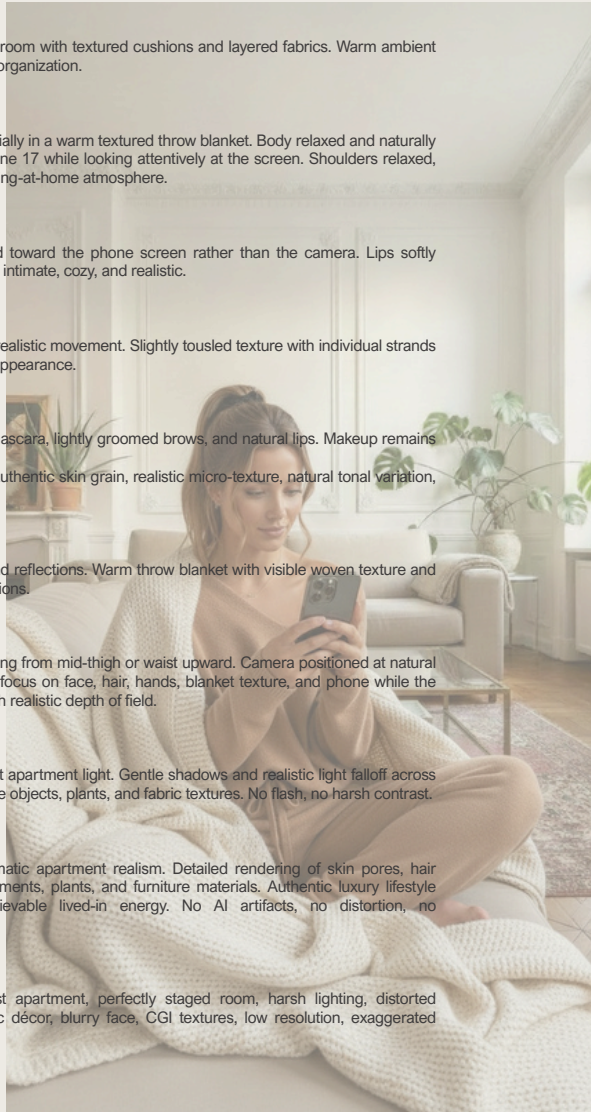 room with textured cushions and layered fabrics. Warm ambient
organization.
ially in a warm textured throw blanket. Body relaxed and naturally
ne 17 while looking attentively at the screen. Shoulders relaxed,
ng-at-home atmosphere.
d toward the phone screen rather than the camera. Lips softly
intimate, cozy, and realistic.
ealistic movement. Slightly tousled texture with individual strands
ppearance.
ascara, lightly groomed brows, and natural lips. Makeup remains
uthentic skin grain, realistic micro-texture, natural tonal variation,
d reflections. Warm throw blanket with visible woven texture and
ions.
ng from mid-thigh or waist upward. Camera positioned at natural
focus on face, hair, hands, blanket texture, and phone while the
h realistic depth of field.
t apartment light. Gentle shadows and realistic light falloff across
e objects, plants, and fabric textures. No flash, no harsh contrast.
matic apartment realism. Detailed rendering of skin pores, hair
ments, plants, and furniture materials. Authentic luxury lifestyle
ievable lived-in energy. No AI artifacts, no distortion, no
st apartment, perfectly staged room, harsh lighting, distorted
c décor, blurry face, CGI textures, low resolution, exaggerated